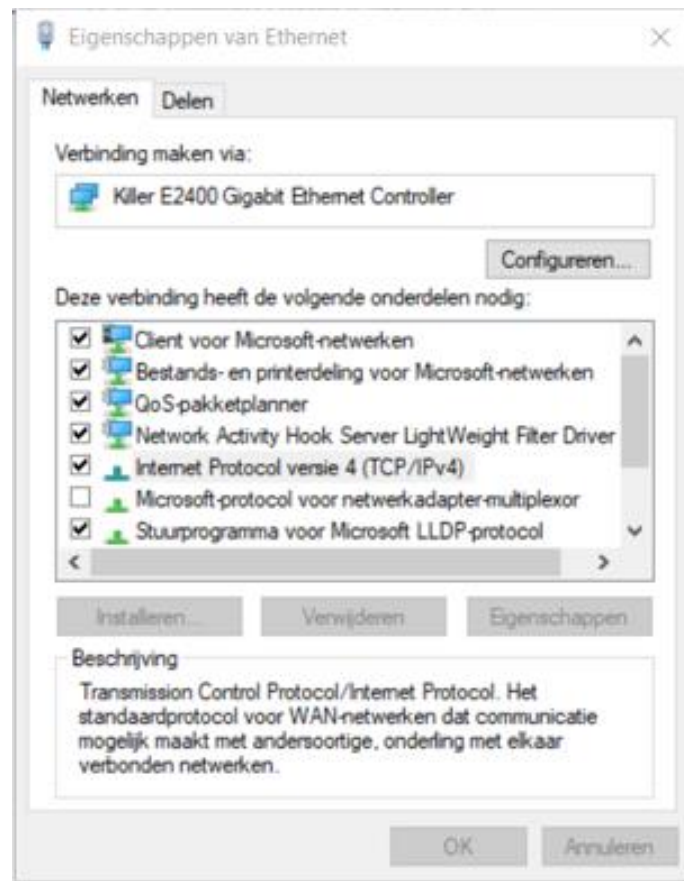 Eigenschappen van Ethernet
Netwerken
Delen
Verbinding maken via:
Killer E2400 Gigabit Ethernet Controller
Configureren...
Deze verbinding heeft de volgende onderdelen nodig:
Client voor Microsoft-netwerken
Bestands- en printerdeling voor Microsoft-netwerken
QoS-pakketplanner
Network Activity Hook Server LightWeight Filter Driver
Internet Protocol versie 4 (TCP/IPv4)
Microsoft-protocol voor netwerkadapter-multiplexor
Stuurprogramma voor Microsoft LLDP-protocol
Installeren...
Verwijderen
Eigenschappen
Beschrijving
Transmission Control Protocol/Internet Protocol. Het
standaardprotocol voor WAN-netwerken dat communicatie
mogelijk maakt met andersoortige, onderling met elkaar
verbonden netwerken.
OK
Annuleren